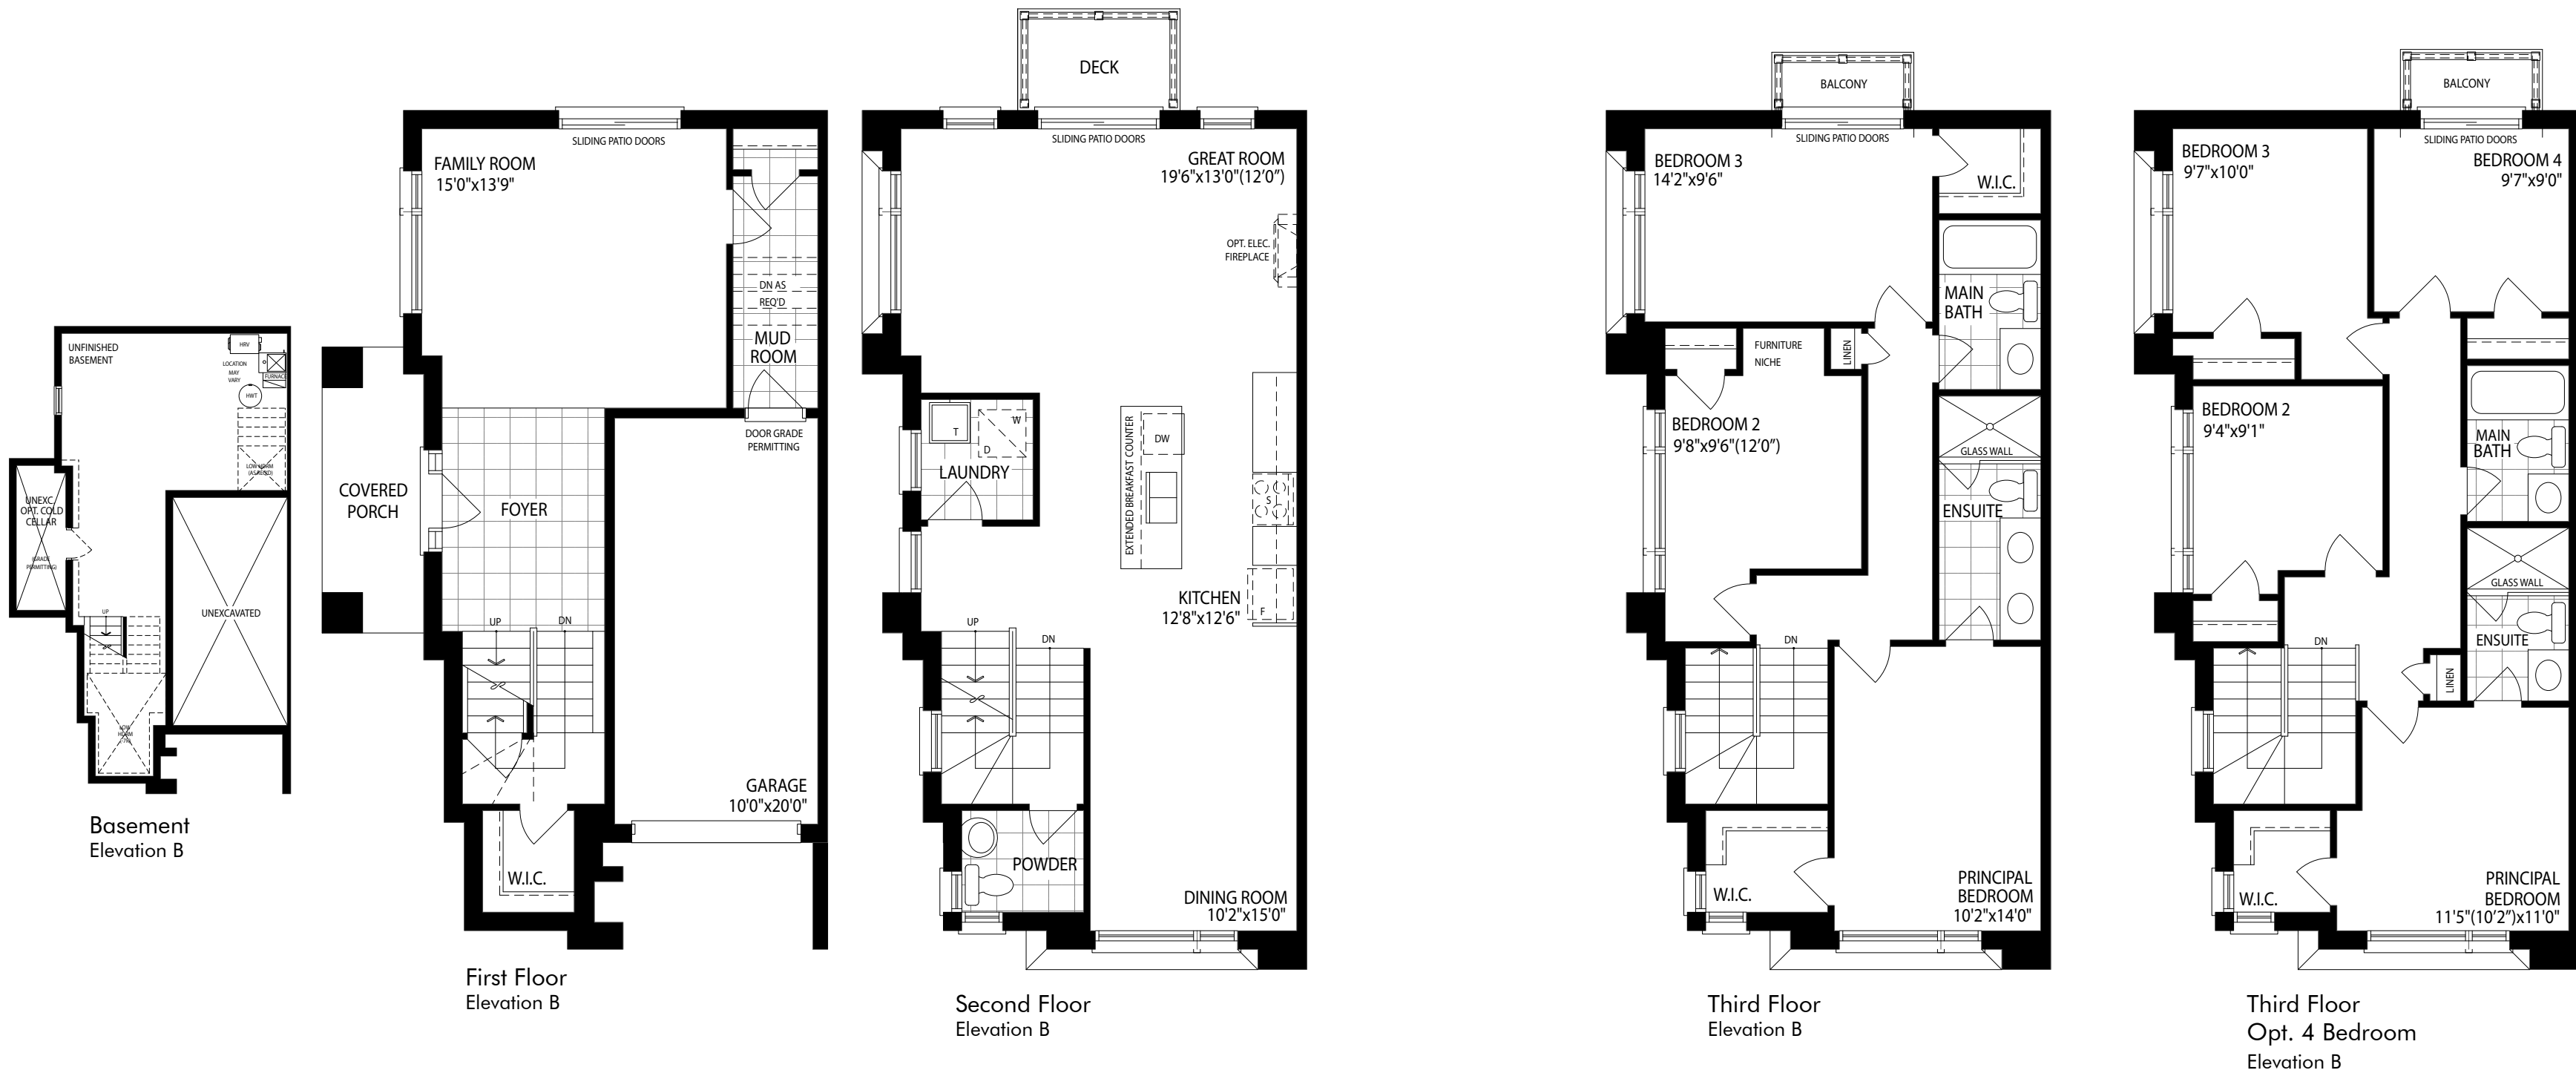 UNFINISHED
BASEMENT
HRV
LOCATION
MAY
VARY
FURNACE
HWT
UNEXC.
OPT. COLD
CELLAR
(GRADE
PERMITTING)
UP
UNEXCAVATED
Basement
Elevation B
SLIDING PATIO DOORS
FAMILY ROOM
15'0"x13'9"
DN AS
REQ'D
MUD
ROOM
DOOR GRADE
PERMITTING
COVERED
PORCH
FOYER
UP
DN
GARAGE
10'0"x20'0"
W.I.C.
First Floor
Elevation B
DECK
SLIDING PATIO DOORS
GREAT ROOM
19'6"x13'0"(12'0")
OPT. ELEC.
FIREPLACE
T
W
D
LAUNDRY
EXTENDED BREAKFAST COUNTER
DW
S
KITCHEN
12'8"x12'6"
F
UP
DN
POWDER
DINING ROOM
10'2"x15'0"
Second Floor
Elevation B
BALCONY
SLIDING PATIO DOORS
BEDROOM 3
14'2"x9'6"
W.I.C.
MAIN
BATH
FURNITURE
NICHE
LINEN
BEDROOM 2
9'8"x9'6"(12'0")
GLASS WALL
ENSUITE
DN
W.I.C.
PRINCIPAL
BEDROOM
10'2"x14'0"
Third Floor
Elevation B
BALCONY
SLIDING PATIO DOORS
BEDROOM 3
9'7"x10'0"
BEDROOM 4
9'7"x9'0"
BEDROOM 2
9'4"x9'1"
MAIN
BATH
GLASS WALL
ENSUITE
DN
LINEN
W.I.C.
PRINCIPAL
BEDROOM
11'5"(10'2")x11'0"
Third Floor
Opt. 4 Bedroom
Elevation B